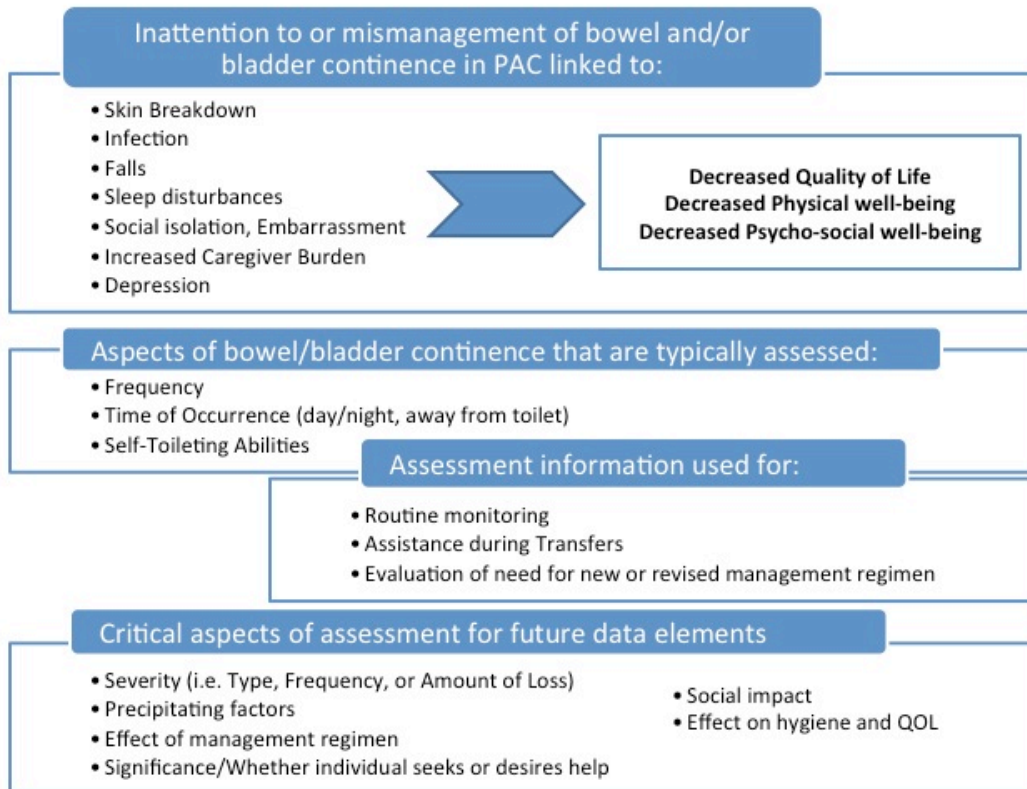 Inattention to or mismanagement of bowel and/or
bladder continence in PAC linked to:
• Skin Breakdown
• Infection
• Falls
• Sleep disturbances
• Social isolation, Embarrassment
• Increased Caregiver Burden
• Depression
Decreased Quality of Life
Decreased Physical well-being
Decreased Psycho-social well-being
Aspects of bowel/bladder continence that are typically assessed:
• Frequency
• Time of Occurrence (day/night, away from toilet)
• Self-Toileting Abilities
Assessment information used for:
• Routine monitoring
• Assistance during Transfers
• Evaluation of need for new or revised management regimen
Critical aspects of assessment for future data elements
• Severity (i.e. Type, Frequency, or Amount of Loss)
• Precipitating factors
• Effect of management regimen
• Significance/Whether individual seeks or desires help
• Social impact
• Effect on hygiene and QOL